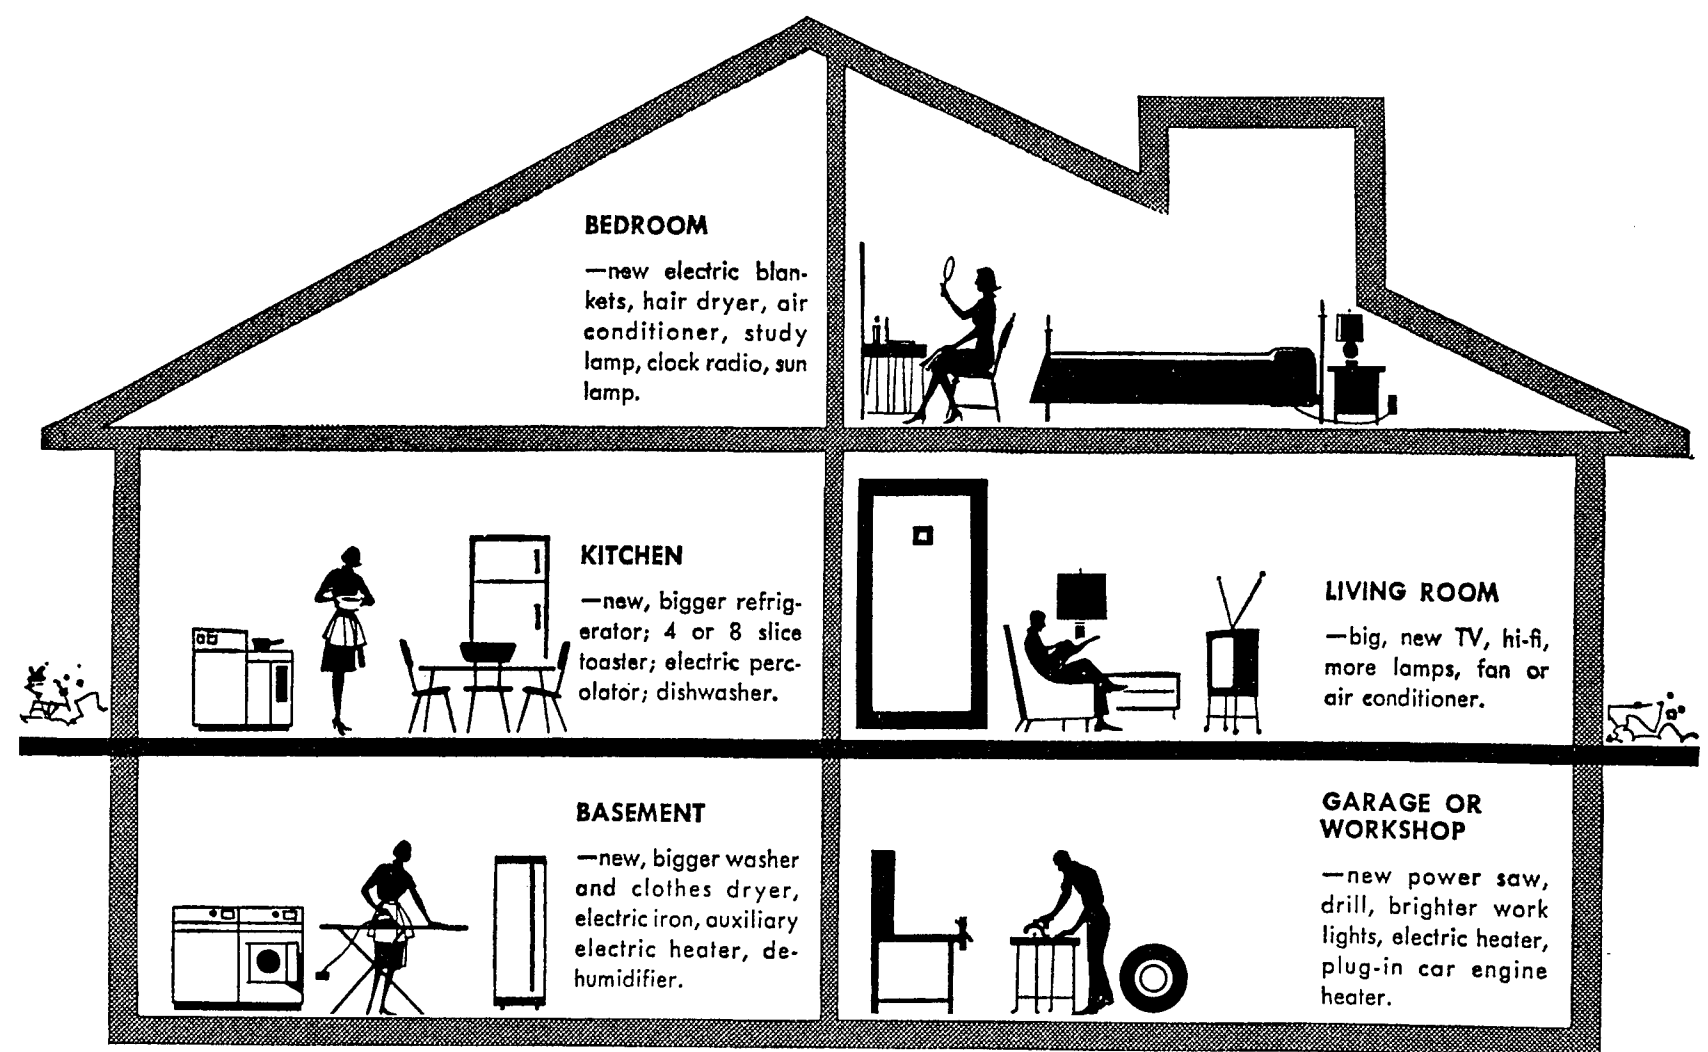 BEDROOM
—new electric blan-
kets, hair dryer, air
conditioner, study
lamp, clock radio, sun
lamp.
KITCHEN
—new, bigger refrig-
erator; 4 or 8 slice
toaster; electric perc-
olator; dishwasher.
LIVING ROOM
—big, new TV, hi-fi,
more lamps, fan or
air conditioner.
BASEMENT
—new, bigger washer
and clothes dryer,
electric iron, auxiliary
electric heater, de-
humidifier.
GARAGE OR
WORKSHOP
—new power saw,
drill, brighter work
lights, electric heater,
plug-in car engine
heater.